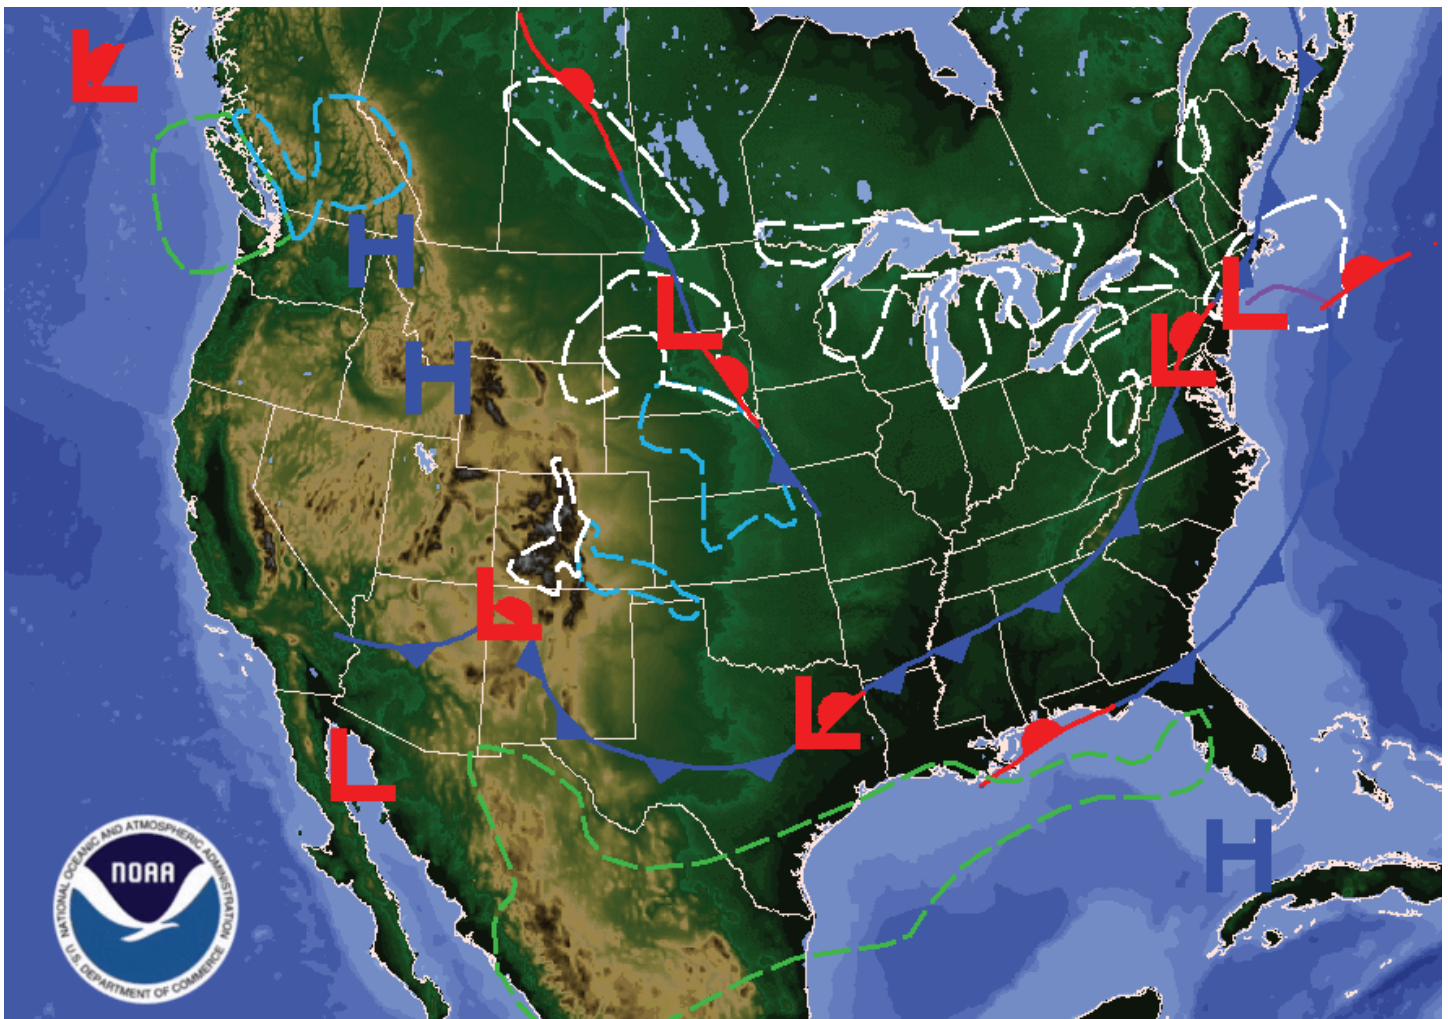 L
H
L
L
L
H
L
L
L
H
NATIONAL OCEANIC AND ATMOSPHERIC ADMINISTRATION
NOAA
U.S. DEPARTMENT OF COMMERCE